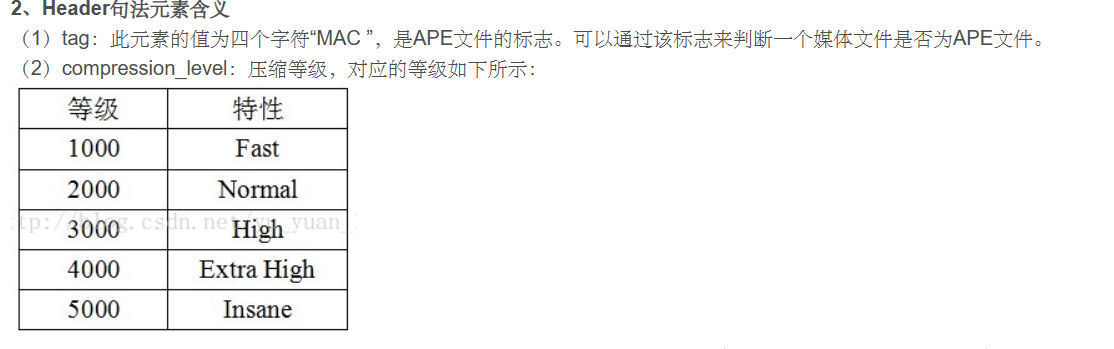 2、Header句法元素含义
（1）tag：此元素的值为四个字符“MAC ”，是APE文件的标志。可以通过该标志来判断一个媒体文件是否为APE文件。
（2）compression_level：压缩等级，对应的等级如下所示：
等级 特性
1000 Fast
2000 Normal
3000 High
4000 Extra High
5000 Insane